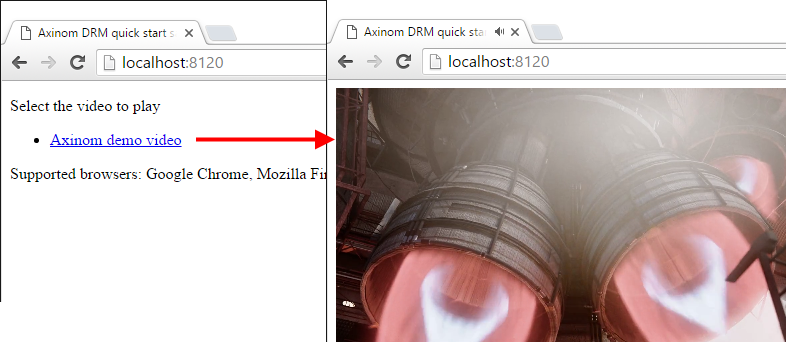 Axinom DRM quick start s
localhost:8120
Select the video to play
Axinom demo video
Supported browsers: Google Chrome, Mozilla Fir
Axinom DRM quick sta
localhost:8120